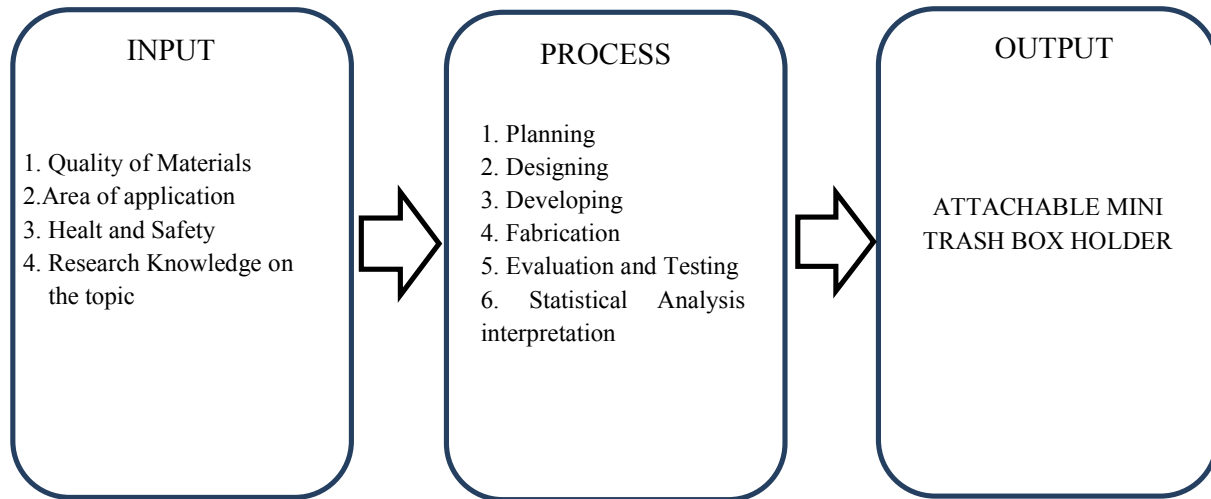 INPUT
1. Quality of Materials
2.Area of application
3. Healt and Safety
4. Research Knowledge on
the topic
PROCESS
1. Planning
2. Designing
3. Developing
4. Fabrication
5. Evaluation and Testing
6. Statistical Analysis
interpretation
OUTPUT
ATTACHABLE MINI
TRASH BOX HOLDER